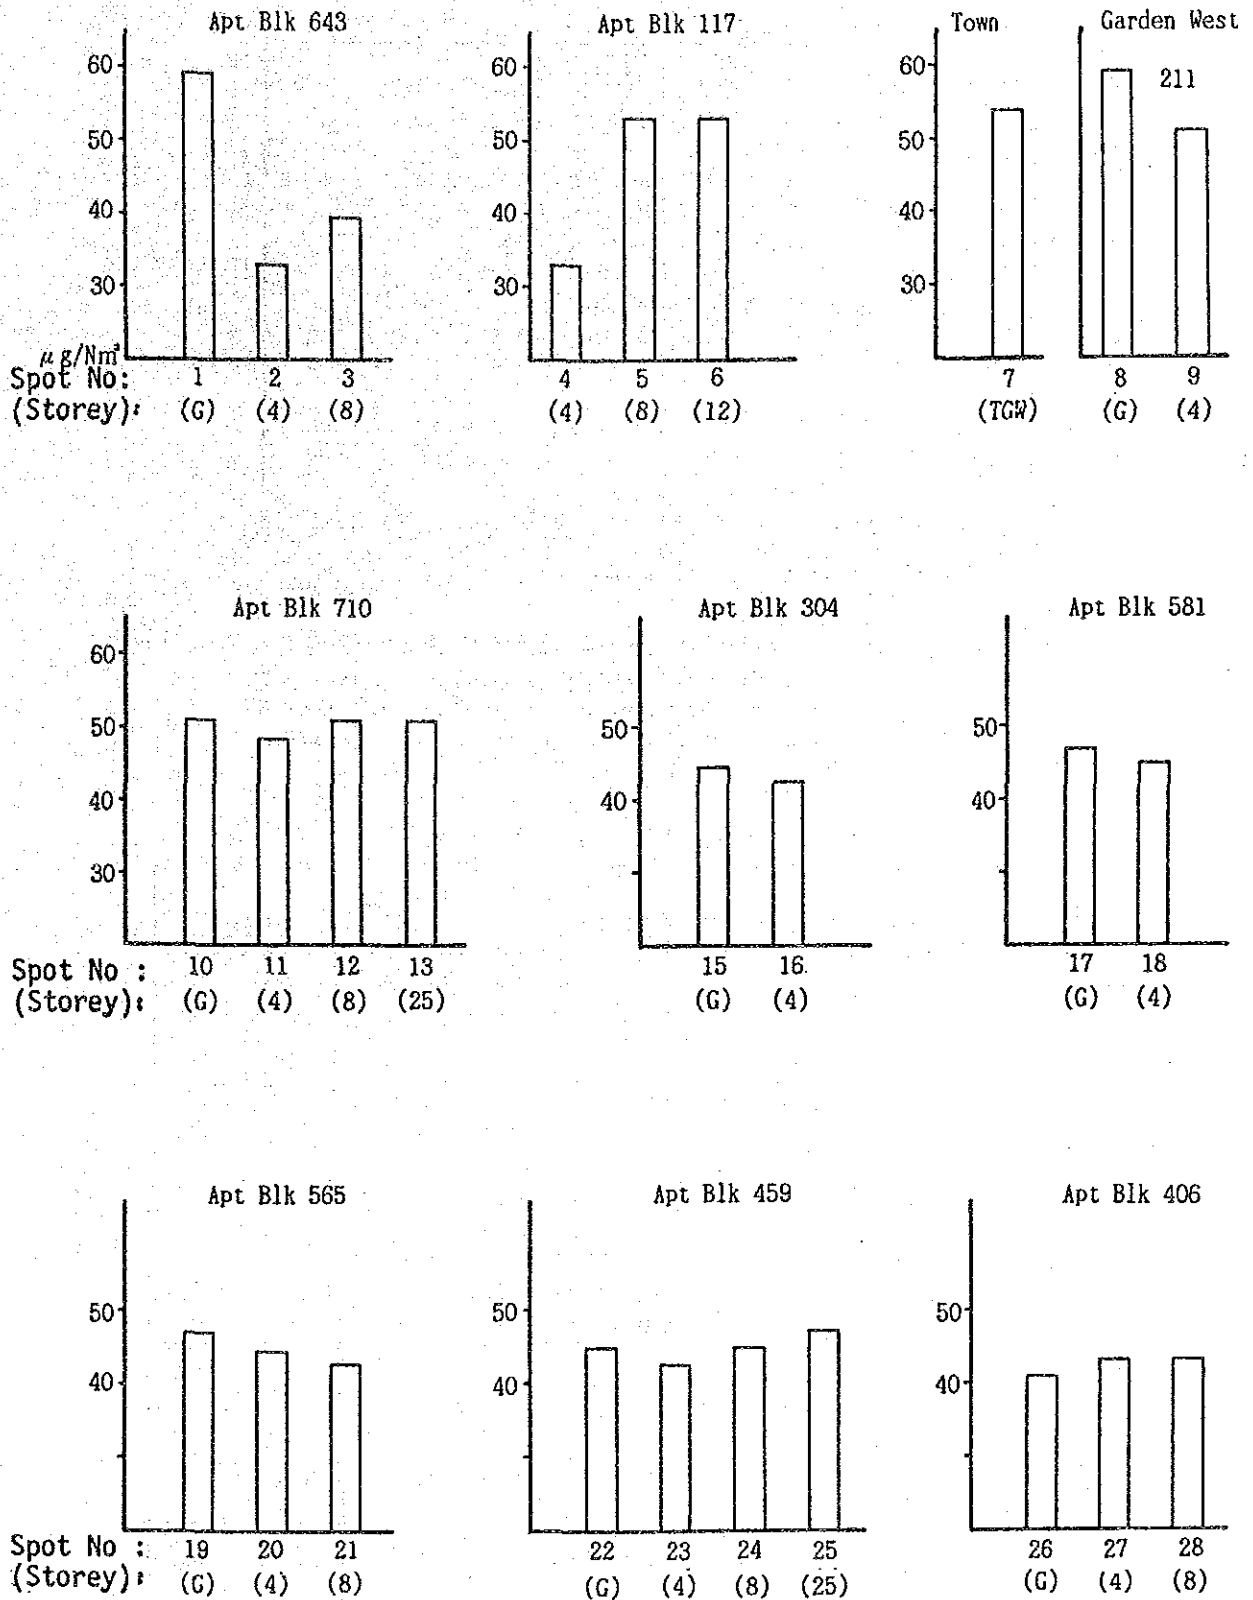 Apt Blk 643
60
50
40
30
μg/Nm³
Apt Blk 117
60
50
40
30
Town
60
50
40
30
Garden West
211
Spot No: 1 2 3 4 5 6 7 8 9
(Storey): (G) (4) (8) (4) (8) (12) (TGW) (G) (4)
Apt Blk 710
60
50
40
30
Apt Blk 304
50
40
Apt Blk 581
50
40
Spot No : 10 11 12 13 15 16 17 18
(Storey): (G) (4) (8) (25) (G) (4) (G) (4)
Apt Blk 565
50
40
Apt Blk 459
50
40
Apt Blk 406
50
40
Spot No : 19 20 21 22 23 24 25 26 27 28
(Storey): (G) (4) (8) (G) (4) (8) (25) (G) (4) (8)